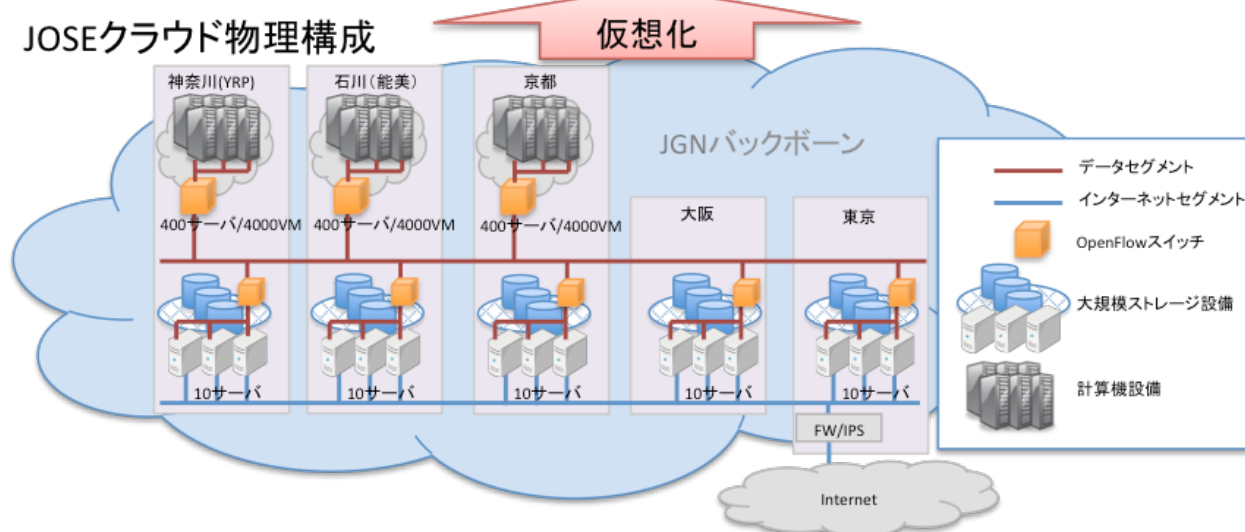 JOSEクラウド物理構成
仮想化
神奈川(YRP)
石川(能美)
京都
JGNバックボーン
大阪
東京
400サーバ/4000VM
400サーバ/4000VM
400サーバ/4000VM
10サーバ
10サーバ
10サーバ
10サーバ
10サーバ
FW/IPS
Internet
データセグメント
インターネットセグメント
OpenFlowスイッチ
大規模ストレージ設備
計算機設備